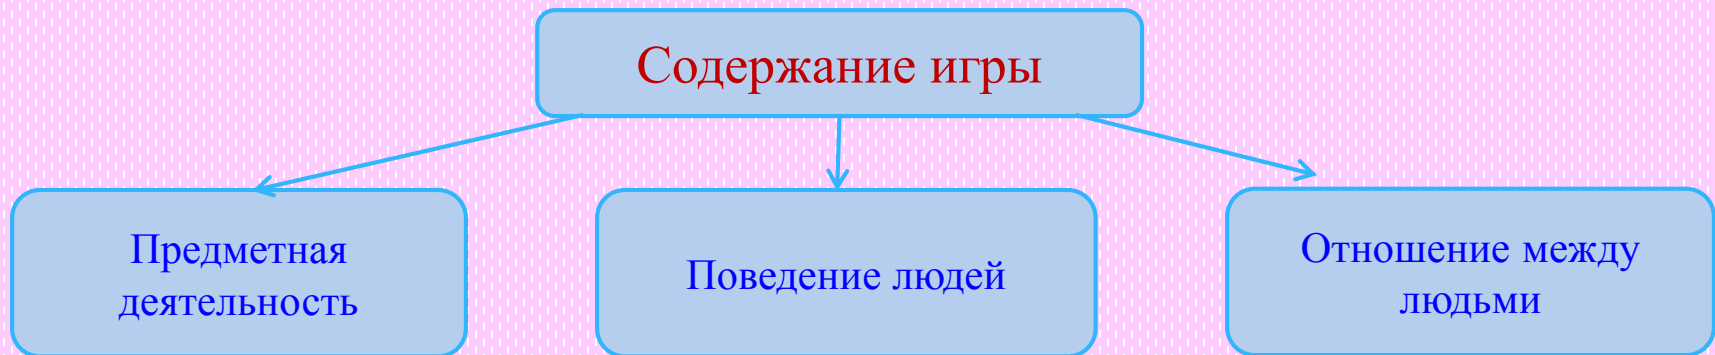 Содержание игры
Предметная
деятельность
Поведение людей
Отношение между
людьми